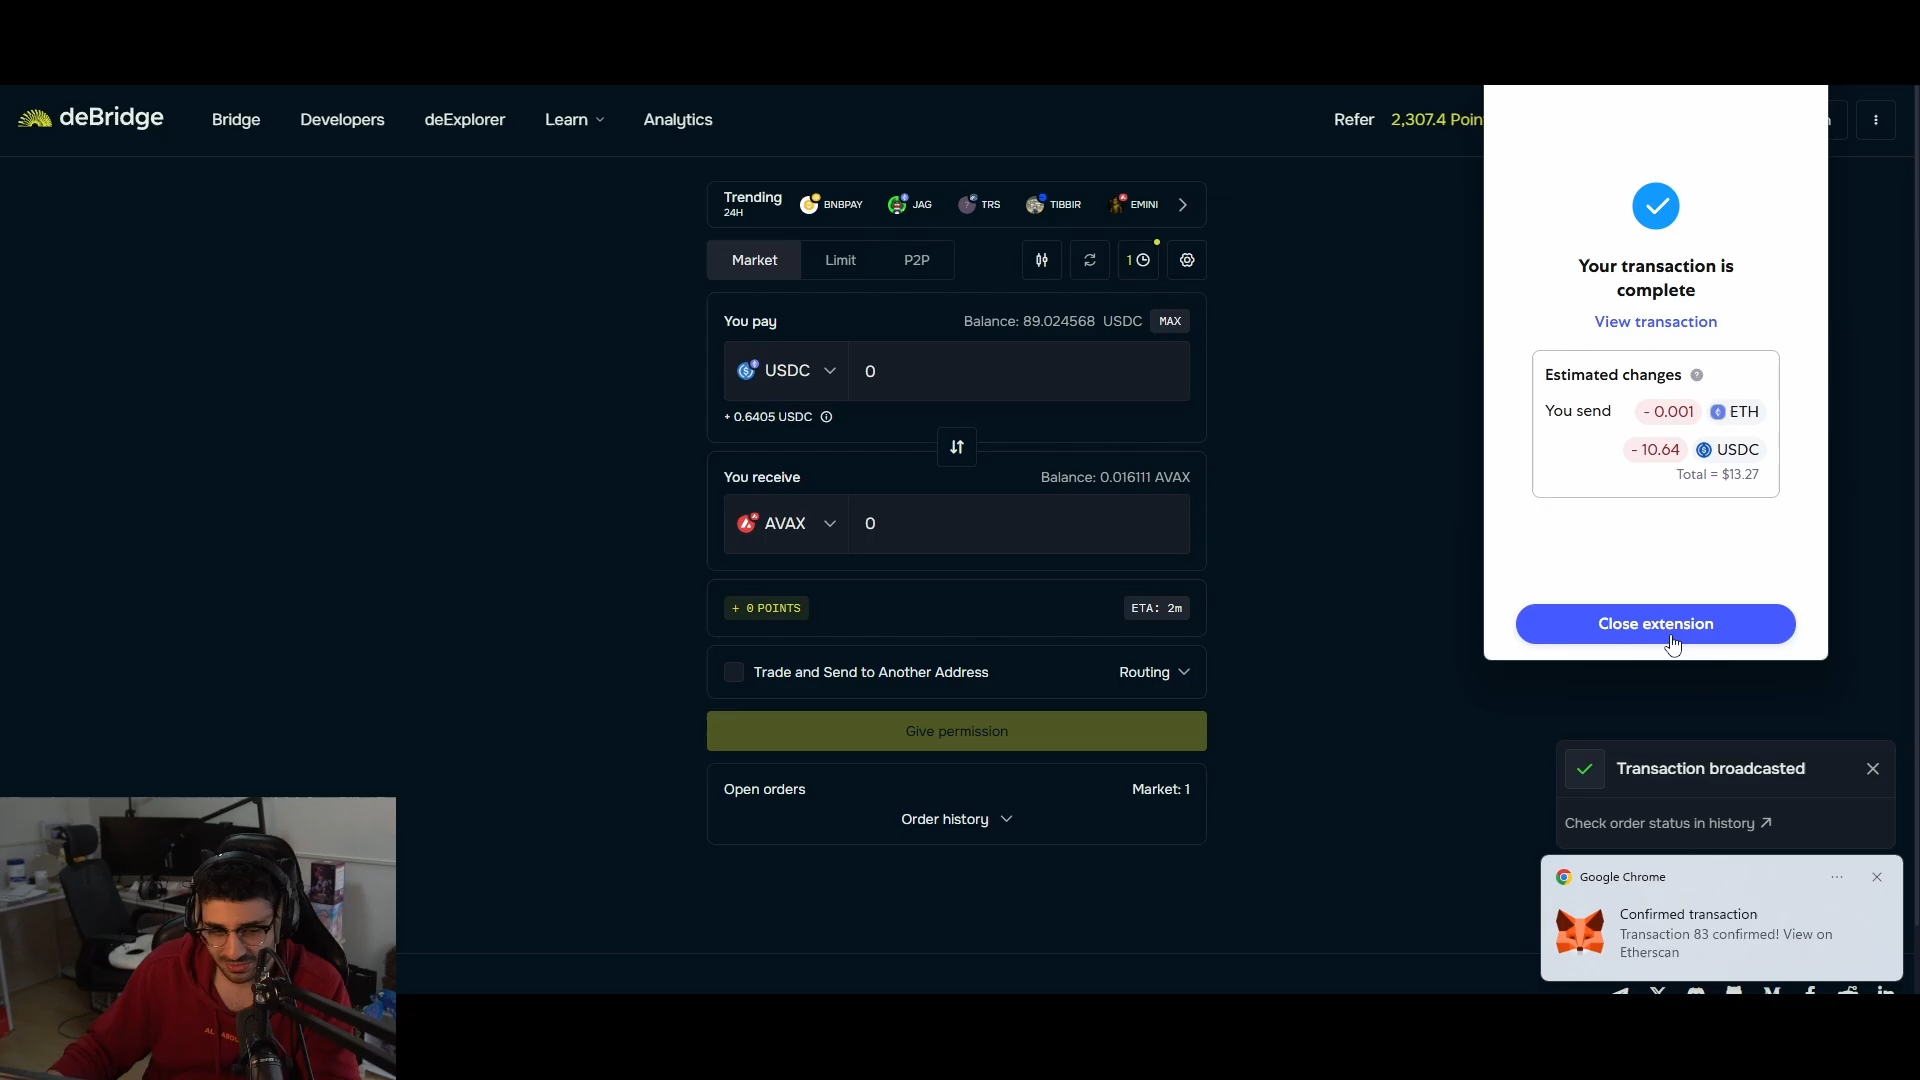 deBridge
Bridge
Developers
deExplorer
Learn
Analytics
Refer
2,307.4 Poin
Trending
24H
BNBPAY
JAG
TRS
TIBBIR
EMINI
Market
Limit
P2P
1
You pay
Balance: 89.024568 USDC
MAX
USDC
0
+ 0.6405 USDC
You receive
Balance: 0.016111 AVAX
AVAX
0
+ 0 POINTS
ETA: 2m
Trade and Send to Another Address
Routing
Give permission
Open orders
Market: 1
Order history
Your transaction is
complete
View transaction
Estimated changes
You send
- 0.001
ETH
- 10.64
USDC
Total = $13.27
Close extension
Transaction broadcasted
Check order status in history
Google Chrome
Confirmed transaction
Transaction 83 confirmed! View on
Etherscan